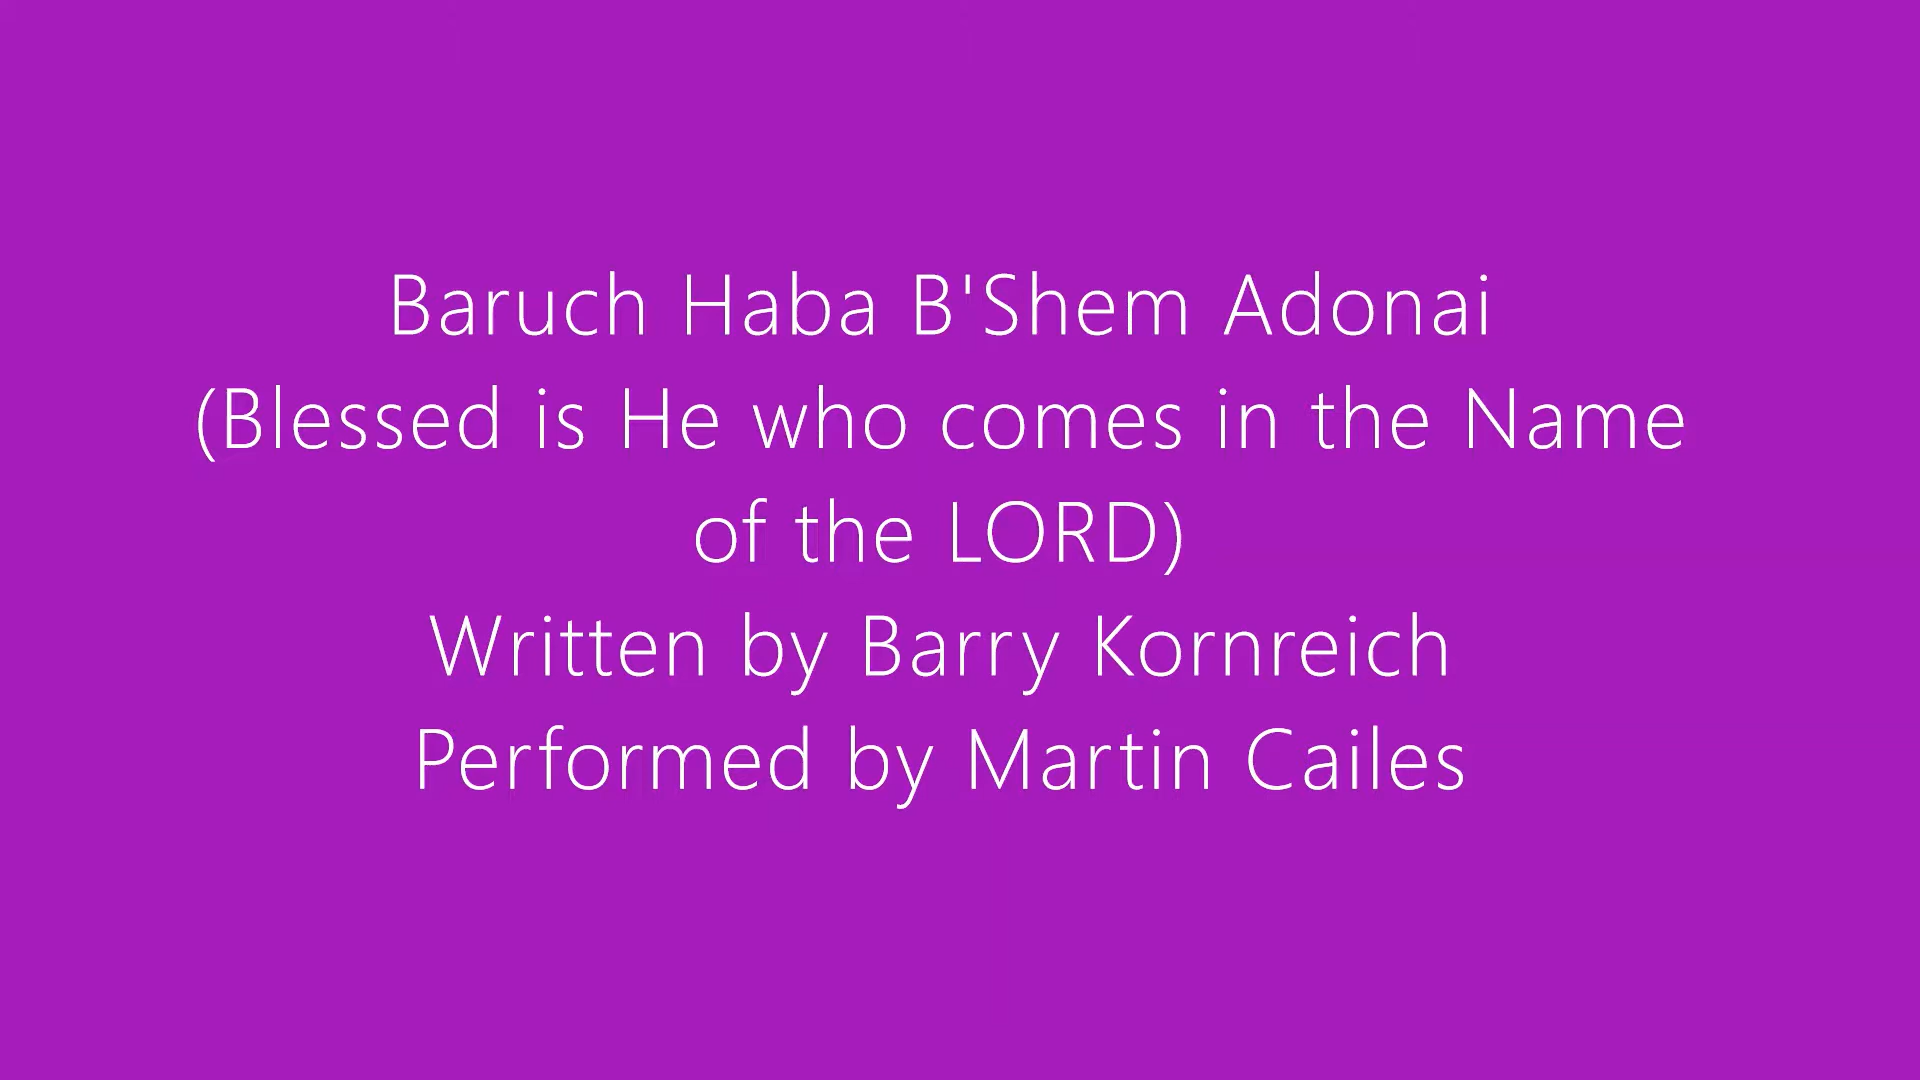 Baruch Haba B'Shem Adonai
(Blessed is He who comes in the Name
of the LORD)
Written by Barry Kornreich
Performed by Martin Cailes